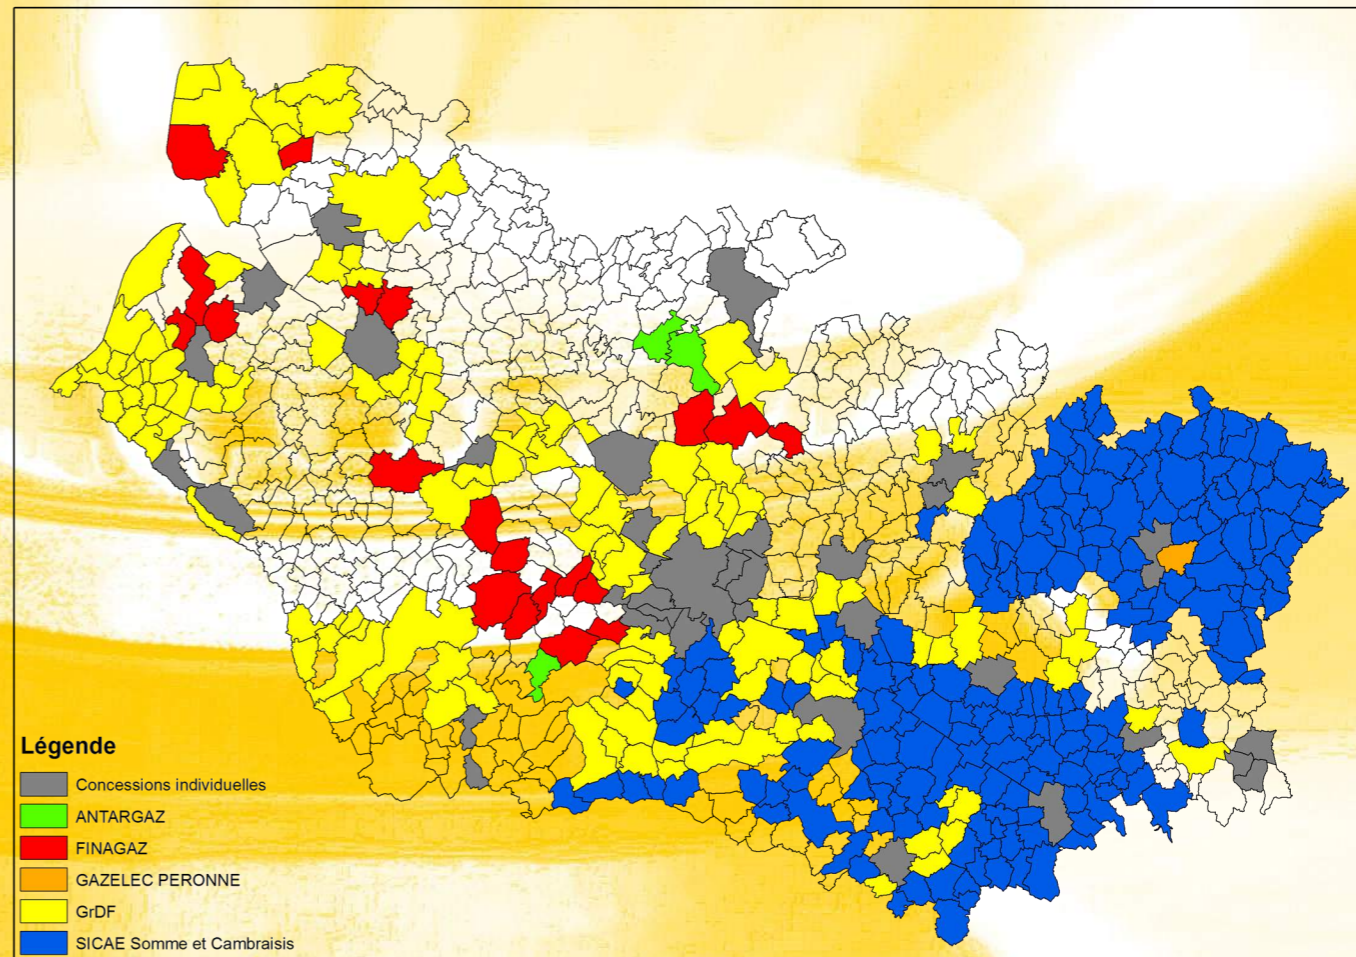 Légende
Concessions individuelles
ANTARGAZ
FINAGAZ
GAZELEC PERONNE
GrDF
SICAE Somme et Cambraisis